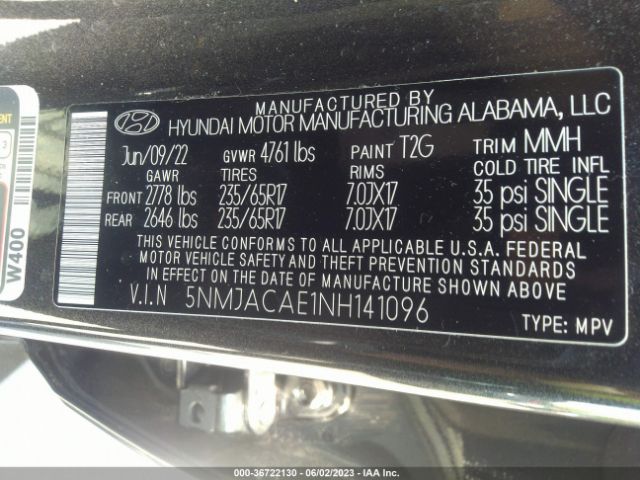 MANUFACTURED BY
HYUNDAI MOTOR MANUFACTURING ALABAMA, LLC
Jun/09/22 GVWR 4761 lbs PAINT T2G TRIM MMH
GAWR TIRES RIMS COLD TIRE INFL
FRONT 2778 lbs 235/65R17 7.0JX17 35 psi SINGLE
REAR 2646 lbs 235/65R17 7.0JX17 35 psi SINGLE
THIS VEHICLE CONFORMS TO ALL APPLICABLE U.S.A. FEDERAL
MOTOR VEHICLE SAFETY AND THEFT PREVENTION STANDARDS
IN EFFECT ON THE DATE OF MANUFACTURE SHOWN ABOVE.
V.I.N 5NMJACAE1NH141096
TYPE: MPV
W400
000-36722130 - 06/02/2023 - IAAI.COM